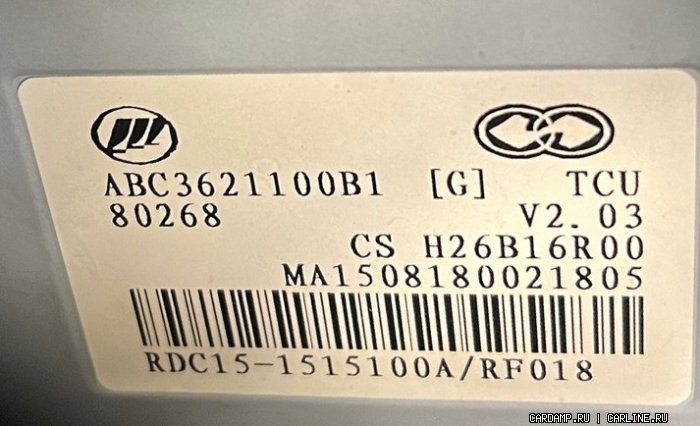 ABC3621100B1 [G] TCU
80268 V2.03
CS H26B16R00
MA1508180021805
RDC15-1515100A/RF018
CARDAMP.RU | CARLINE.RU